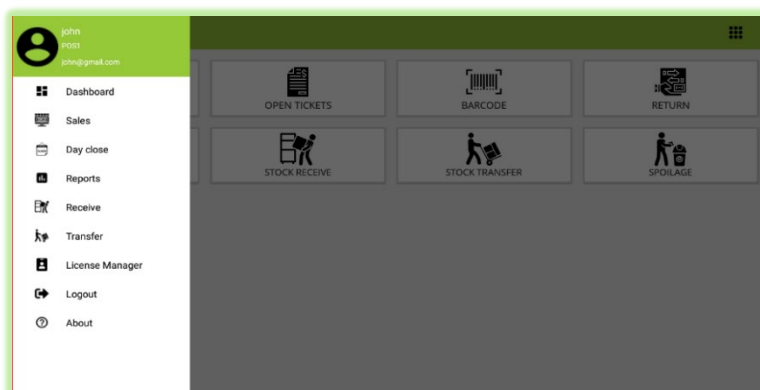 john
POS1
john@gmail.com
Dashboard
Sales
Day close
Reports
Receive
Transfer
License Manager
Logout
About
OPEN TICKETS
BARCODE
RETURN
STOCK RECEIVE
STOCK TRANSFER
SPOILAGE